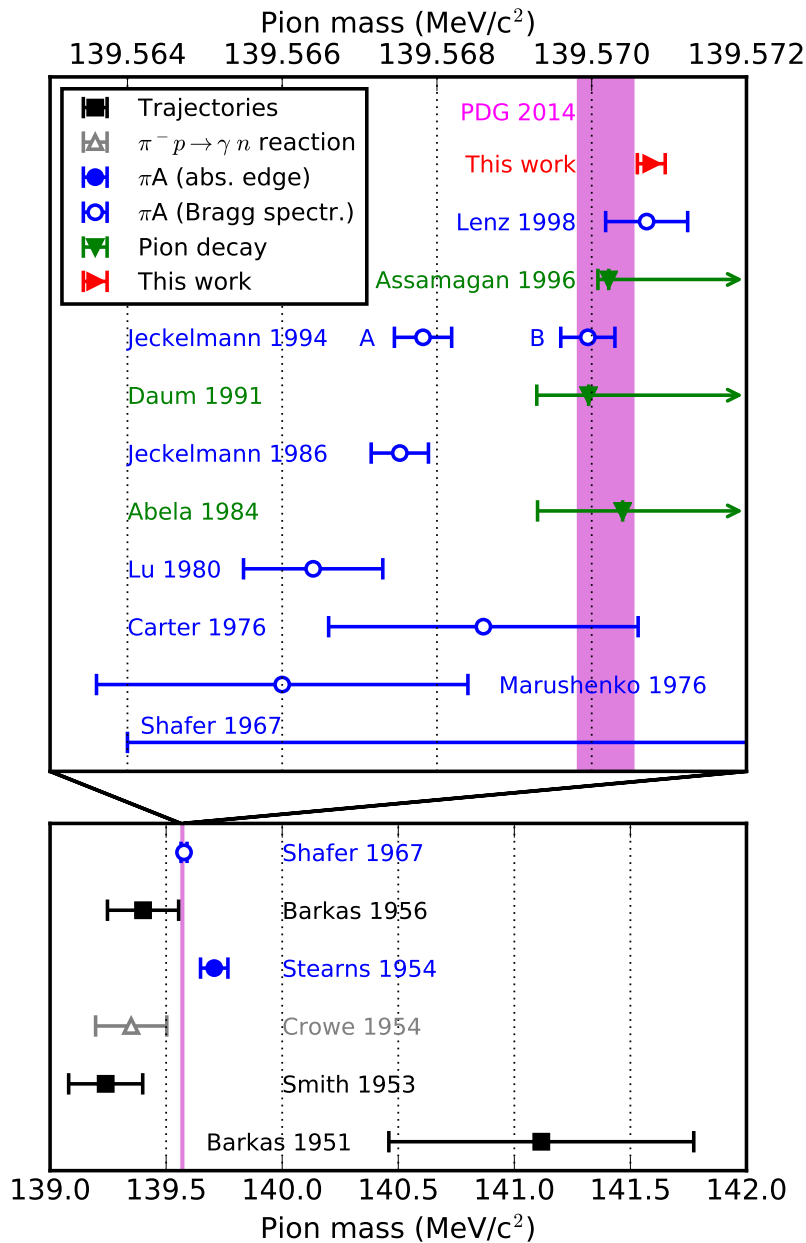 Pion mass (MeV/c²)
139.564 139.566 139.568 139.570 139.572
Trajectories
π⁻ p → γ n reaction
πA (abs. edge)
πA (Bragg spectr.)
Pion decay
This work
PDG 2014
This work
Lenz 1998
Assamagan 1996
Jeckelmann 1994 A B
Daum 1991
Jeckelmann 1986
Abela 1984
Lu 1980
Carter 1976
Marushenko 1976
Shafer 1967
Shafer 1967
Barkas 1956
Stearns 1954
Crowe 1954
Smith 1953
Barkas 1951
139.0 139.5 140.0 140.5 141.0 141.5 142.0
Pion mass (MeV/c²)